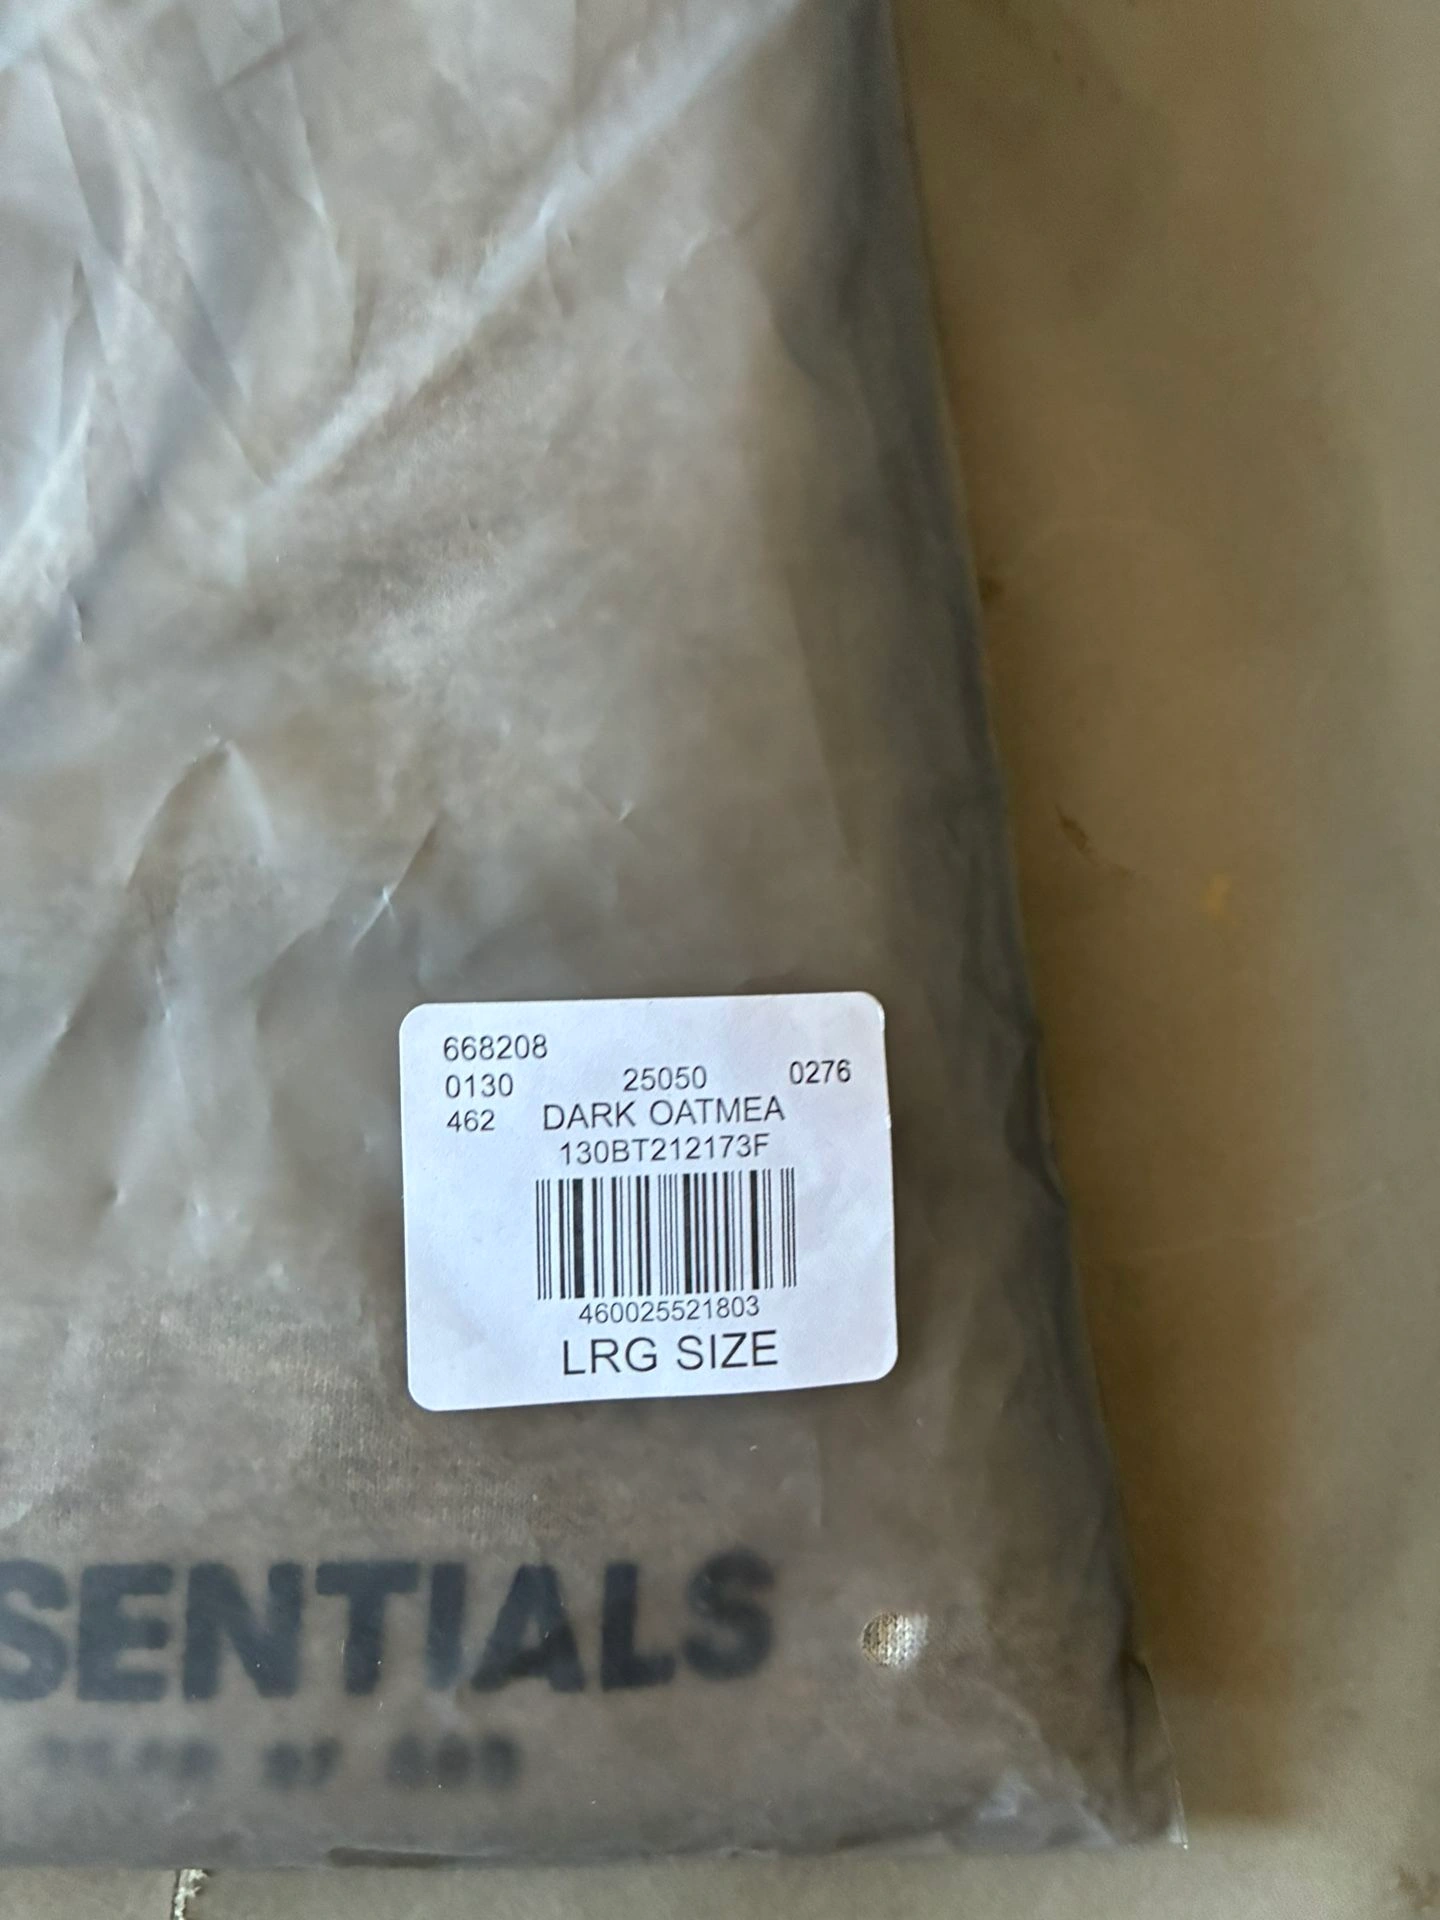 668208
0130 25050 0276
462 DARK OATMEA
130BT212173F
460025521803
LRG SIZE
SENTIALS